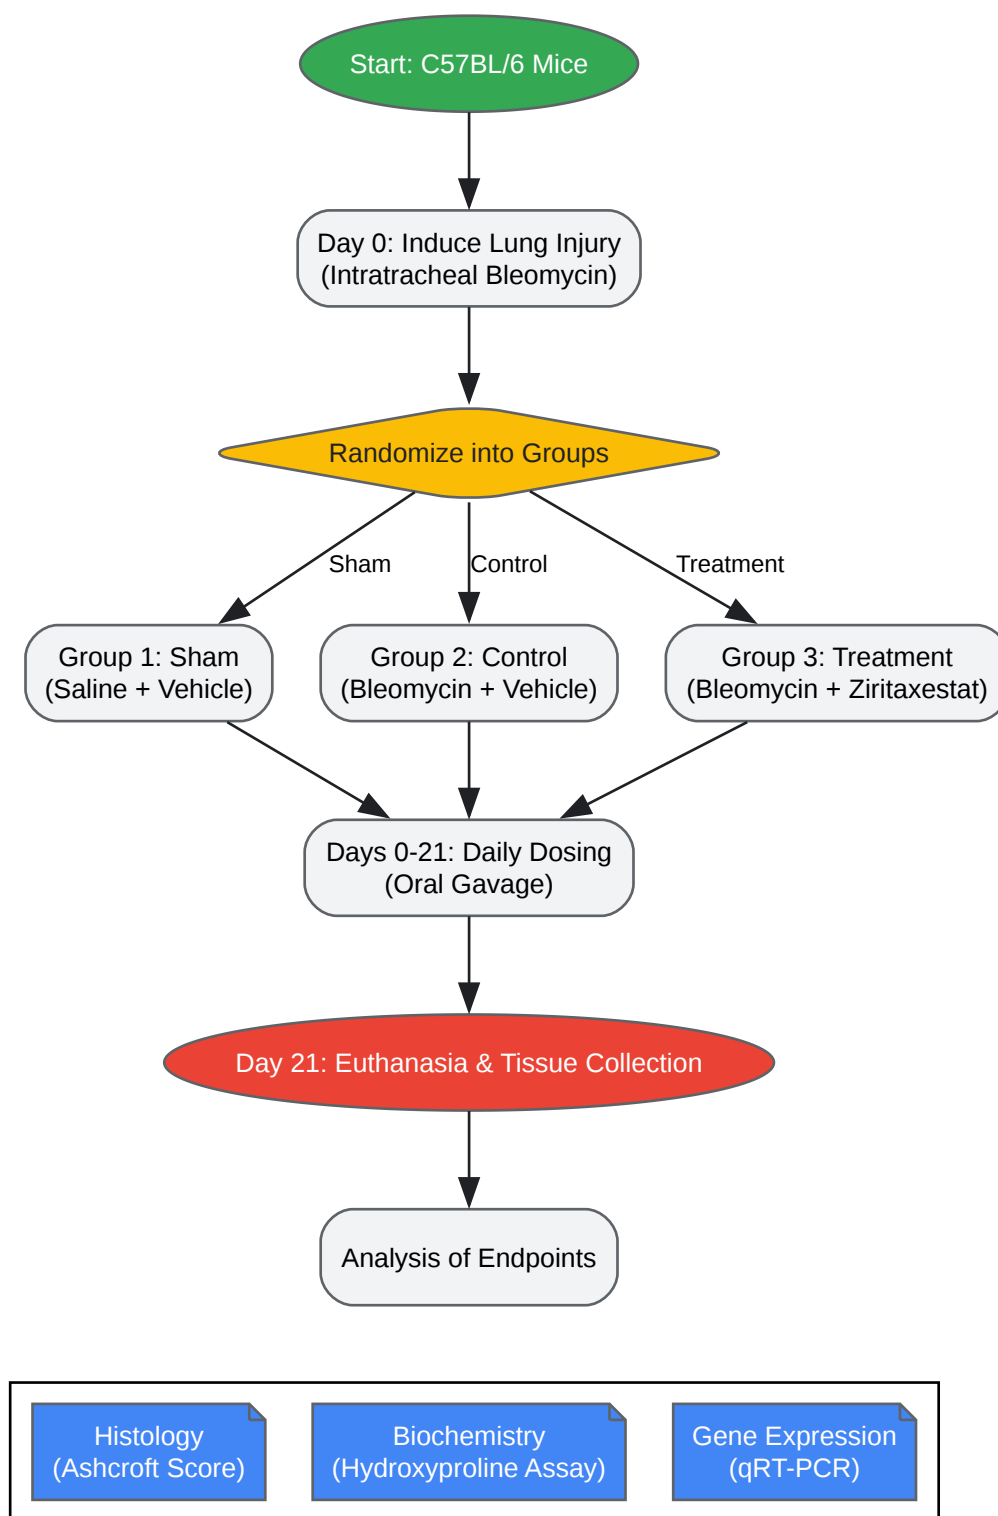 Start: C57BL/6 Mice
Day 0: Induce Lung Injury
(Intratracheal Bleomycin)
Randomize into Groups
Sham
Control
Treatment
Group 1: Sham
(Saline + Vehicle)
Group 2: Control
(Bleomycin + Vehicle)
Group 3: Treatment
(Bleomycin + Ziritaxestat)
Days 0-21: Daily Dosing
(Oral Gavage)
Day 21: Euthanasia & Tissue Collection
Analysis of Endpoints
Histology
(Ashcroft Score)
Biochemistry
(Hydroxyproline Assay)
Gene Expression
(qRT-PCR)